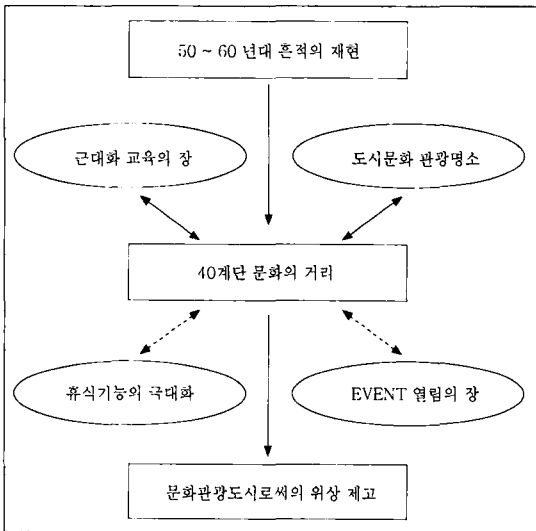 50 ~ 60 년대 흔적의 재현
근대화 교육의 장
도시문화 관광명소
40계단 문화의 거리
휴식기능의 극대화
EVENT 열림의 장
문화관광도시로써의 위상 제고